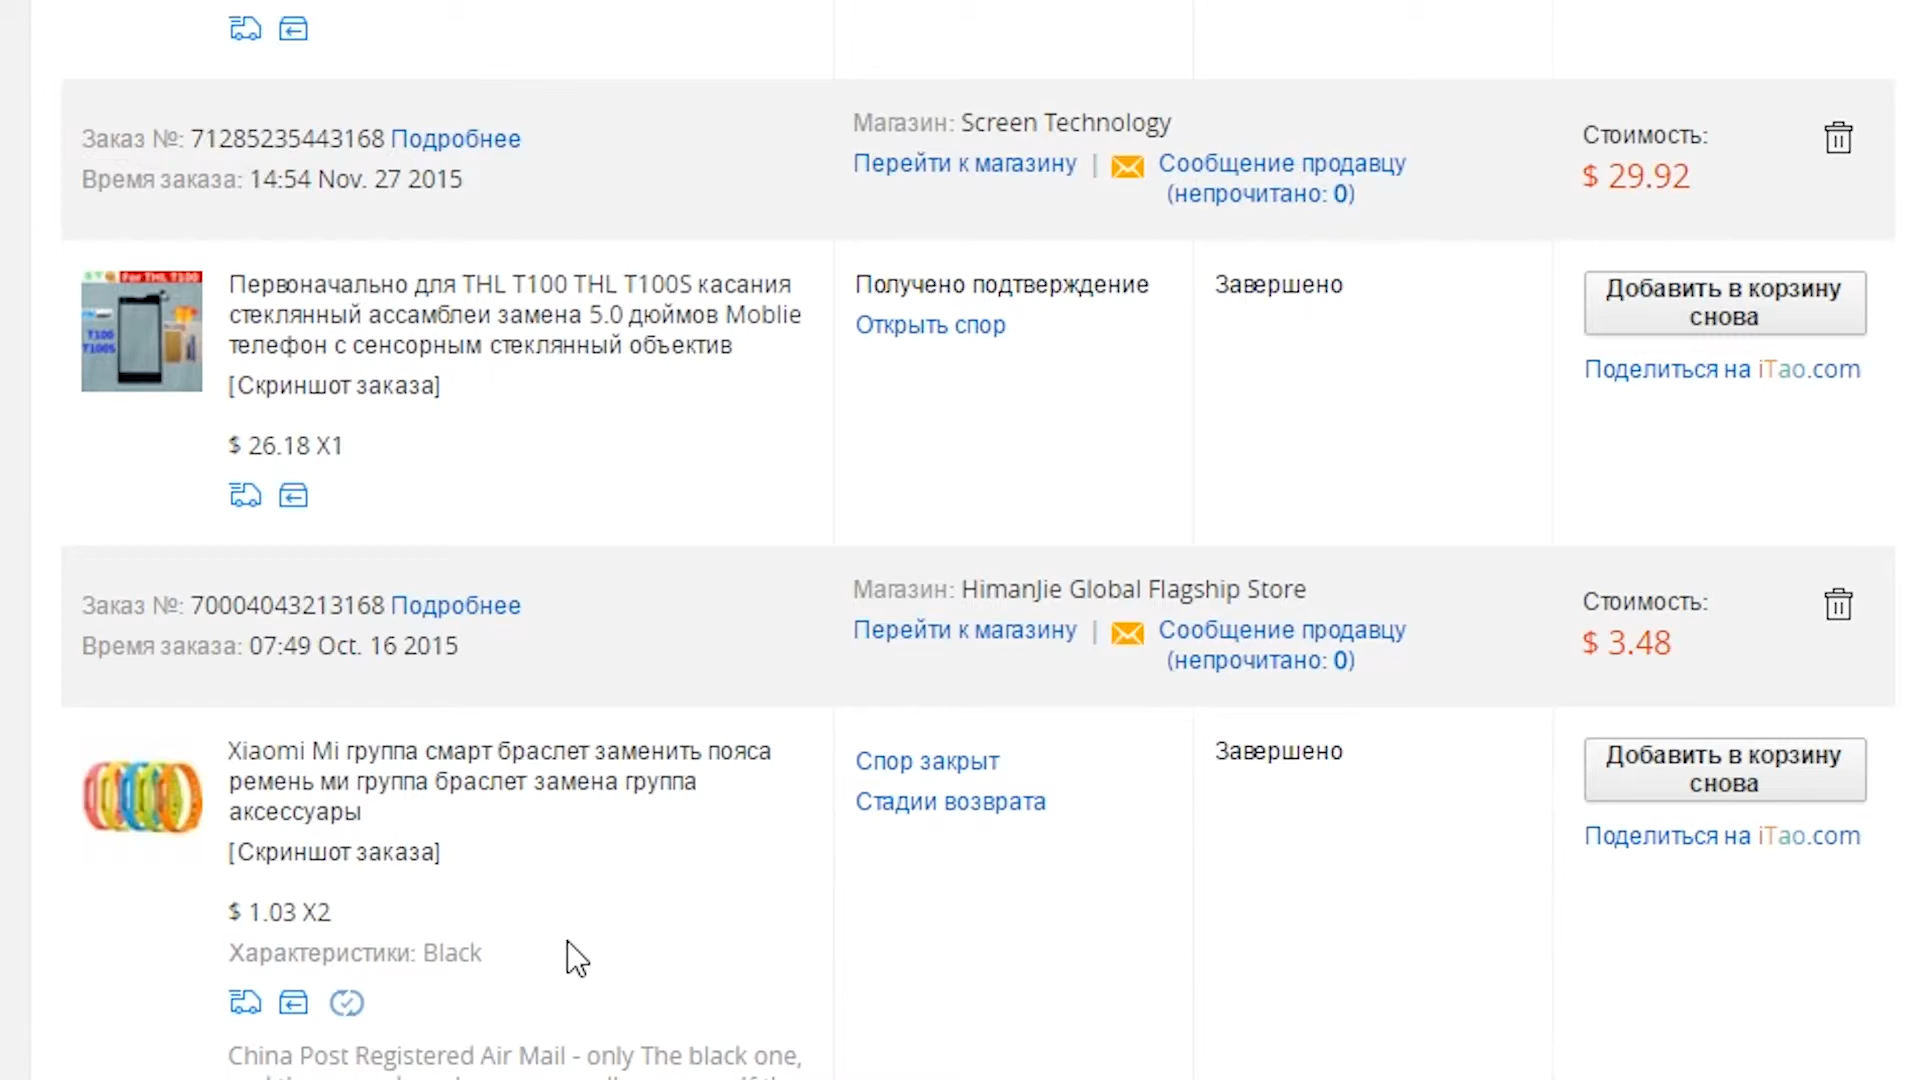 Заказ №: 71285235443168 Подробнее
Время заказа: 14:54 Nov. 27 2015
Магазин: Screen Technology
Перейти к магазину | Сообщение продавцу
(непрочитано: 0)
Стоимость:
$ 29.92
For THL T100
T100
T100S
Первоначально для THL T100 THL T100S касания
стеклянный ассамблеи замена 5.0 дюймов Moblie
телефон с сенсорным стеклянный объектив
[Скриншот заказа]
$ 26.18 X1
Получено подтверждение
Открыть спор
Завершено
Добавить в корзину
снова
Поделиться на iTao.com
Заказ №: 70004043213168 Подробнее
Время заказа: 07:49 Oct. 16 2015
Магазин: HimanJie Global Flagship Store
Перейти к магазину | Сообщение продавцу
(непрочитано: 0)
Стоимость:
$ 3.48
Xiaomi Mi группа смарт браслет заменить пояса
ремень ми группа браслет замена группа
аксессуары
[Скриншот заказа]
$ 1.03 X2
Характеристики: Black
Спор закрыт
Стадии возврата
Завершено
Добавить в корзину
снова
Поделиться на iTao.com
China Post Registered Air Mail - only The black one,